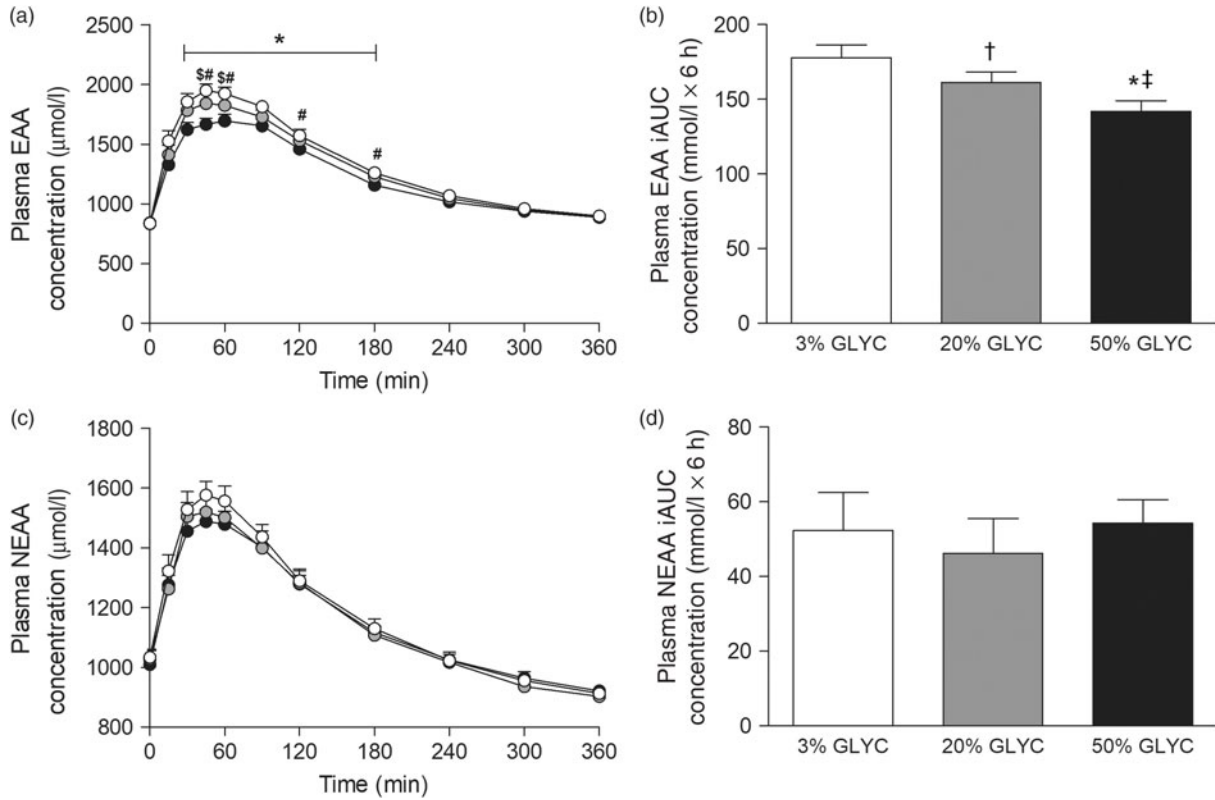 (a)
Plasma EAA
concentration (μmol/l)
2500
2000
1500
1000
500
0
*
$# $#
#
#
0 60 120 180 240 300 360
Time (min)
(b)
Plasma EAA iAUC
concentration (mmol/l × 6 h)
200
150
100
50
0
†
*‡
3% GLYC 20% GLYC 50% GLYC
(c)
Plasma NEAA
concentration (μmol/l)
1800
1600
1400
1200
1000
800
0 60 120 180 240 300 360
Time (min)
(d)
Plasma NEAA iAUC
concentration (mmol/l × 6 h)
80
60
40
20
0
3% GLYC 20% GLYC 50% GLYC